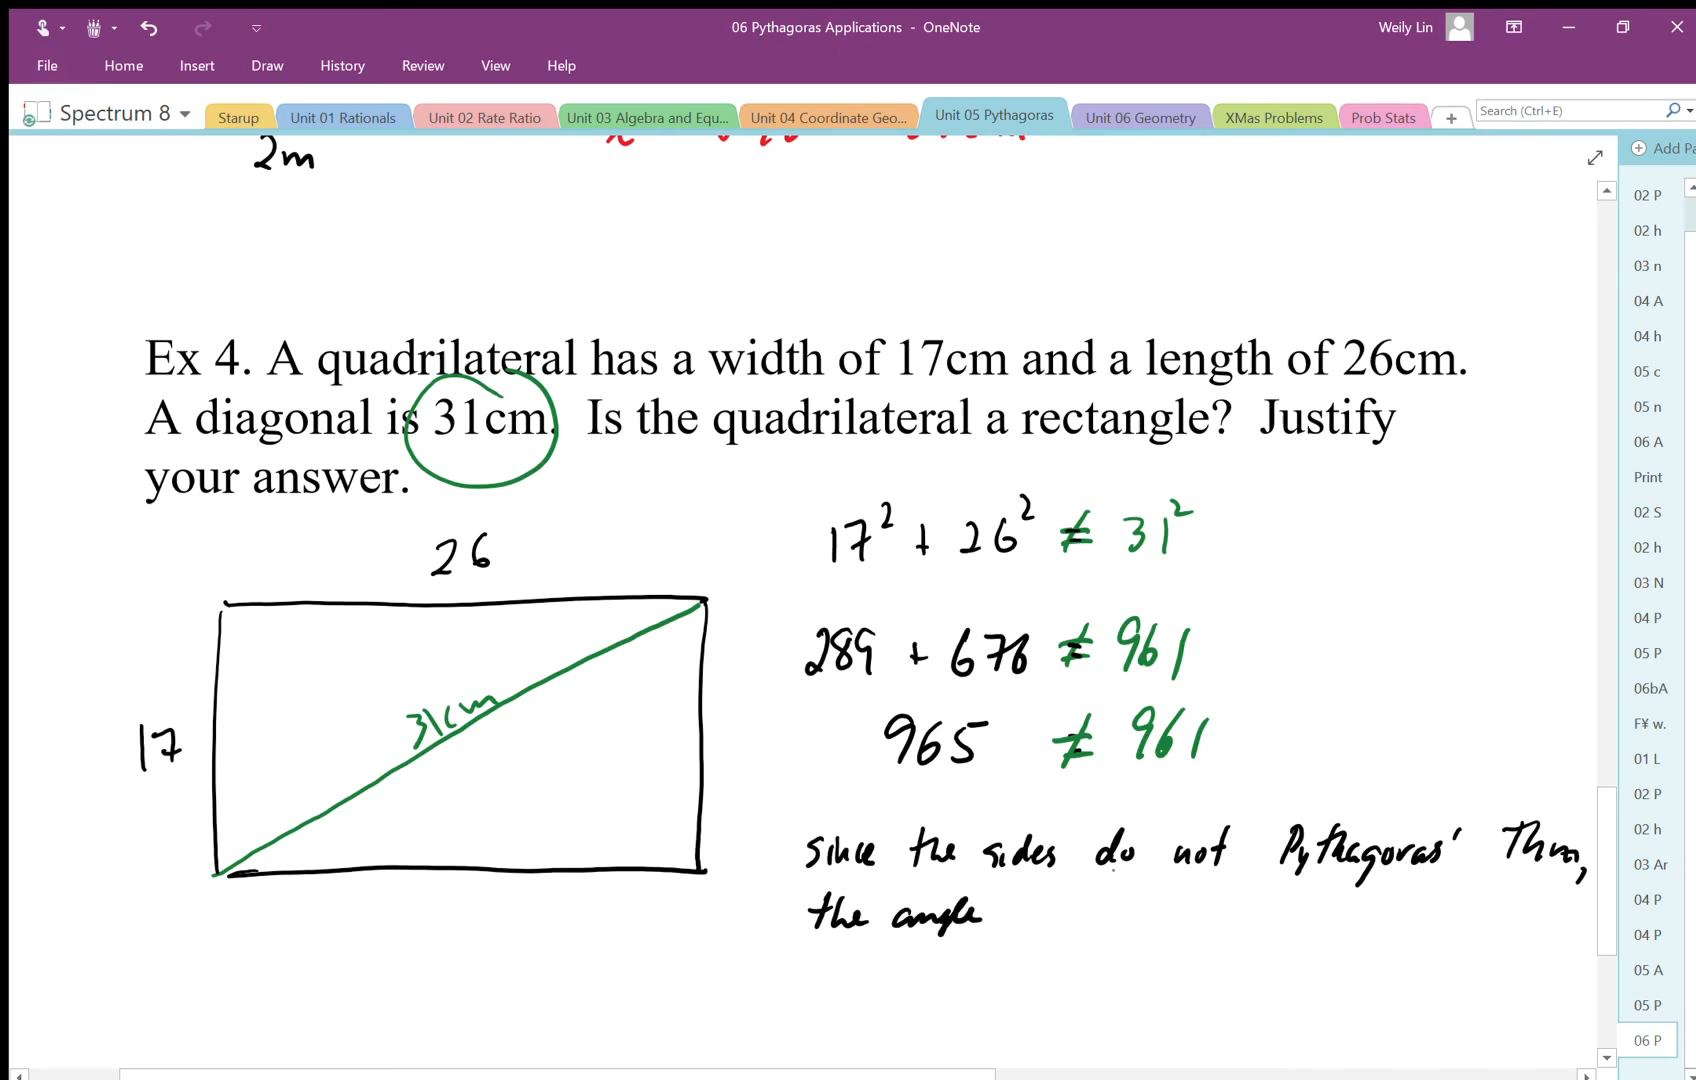 06 Pythagoras Applications - OneNote
Weily Lin
File Home Insert Draw History Review View Help
Spectrum 8
Starup
Unit 01 Rationals
Unit 02 Rate Ratio
Unit 03 Algebra and Equ...
Unit 04 Coordinate Geo...
Unit 05 Pythagoras
Unit 06 Geometry
XMas Problems
Prob Stats
+
Search (Ctrl+E)
Add Pa
2m
Ex 4. A quadrilateral has a width of 17cm and a length of 26cm.
A diagonal is 31cm. Is the quadrilateral a rectangle? Justify
your answer.
26
17
31cm
17² + 26² ≠ 31²
289 + 676 ≠ 961
965 ≠ 961
since the sides do not Pythagoras' Thm,
the angle
02 P
02 h
03 n
04 A
04 h
05 c
05 n
06 A
Print
02 S
02 h
03 N
04 P
05 P
06bA
F¥ w.
01 L
02 P
02 h
03 Ar
04 P
04 P
05 A
05 P
06 P